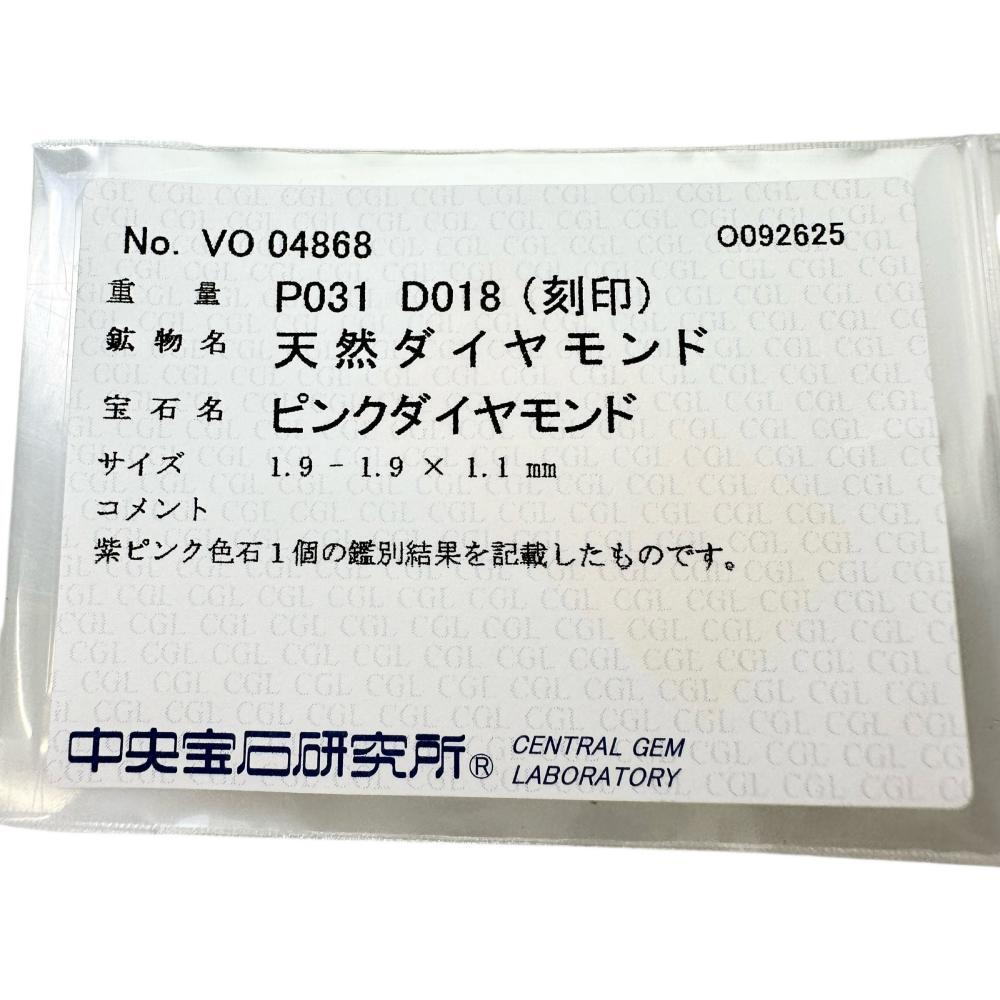 No. VO 04868 O092625
重量 P031 D018（刻印）
鉱物名 天然ダイヤモンド
宝石名 ピンクダイヤモンド
サイズ 1.9 - 1.9 × 1.1 mm
コメント
紫ピンク色石1個の鑑別結果を記載したものです。
中央宝石研究所® CENTRAL GEM
LABORATORY